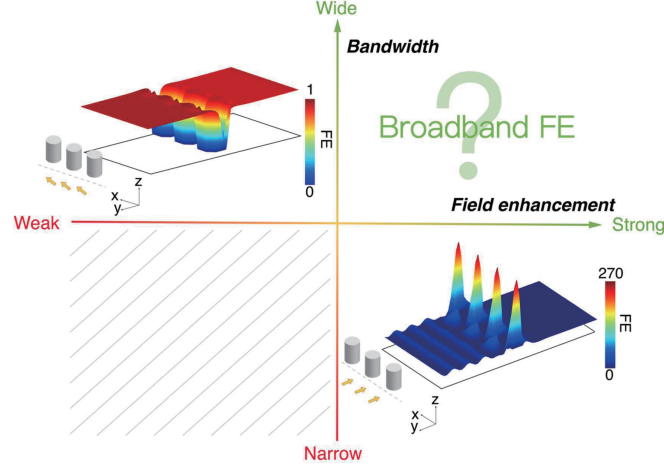 Wide
Bandwidth
?
Broadband FE
1
FE
0
z
x
y
Weak
Field enhancement
Strong
270
FE
0
z
x
y
Narrow